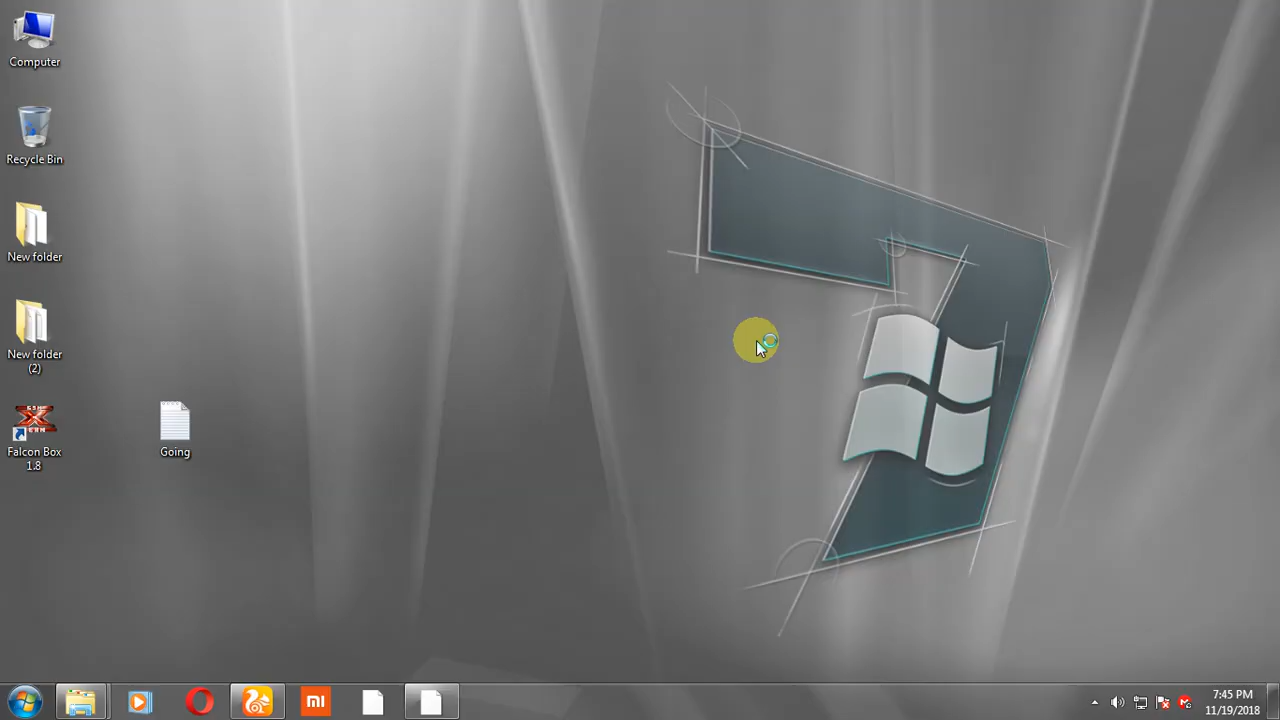 Computer
Recycle Bin
New folder
New folder
(2)
Falcon Box
1.8
Going
mi
7:45 PM
11/19/2018